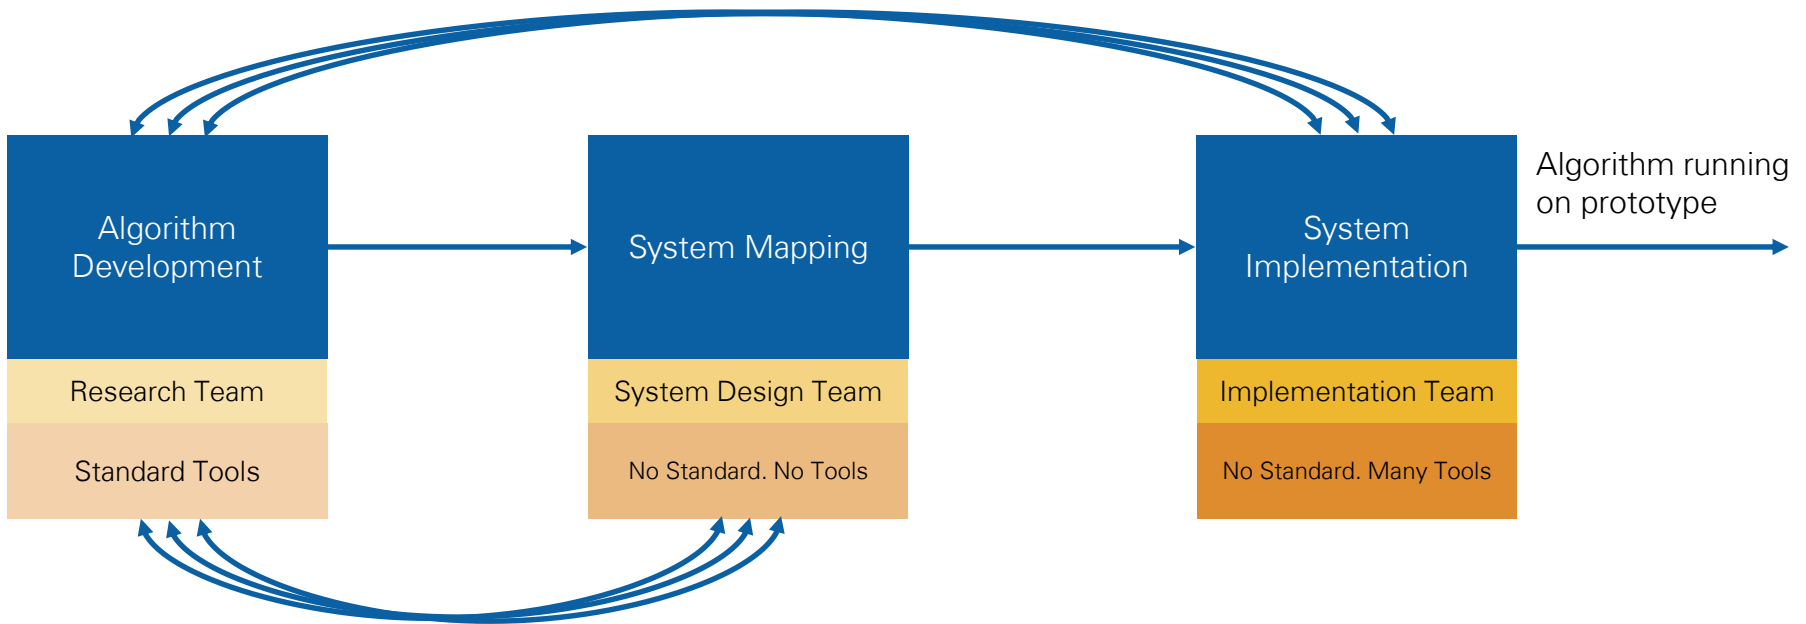 Algorithm
Development
Research Team
Standard Tools
System Mapping
System Design Team
No Standard. No Tools
System
Implementation
Implementation Team
No Standard. Many Tools
Algorithm running
on prototype